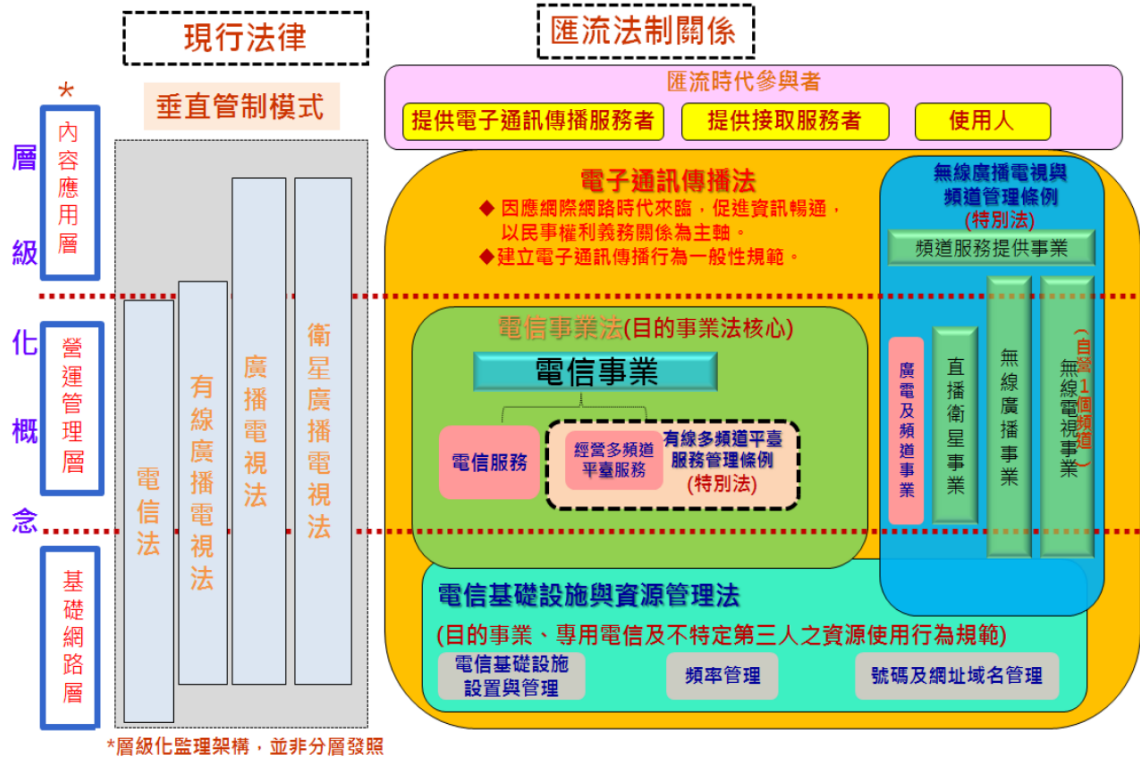 現行法律
匯流法制關係
垂直管制模式
匯流時代參與者
提供電子通訊傳播服務者
提供接取服務者
使用人
層級化概念
*
內容應用層
營運管理層
基礎網路層
電信法
有線廣播電視法
廣播電視法
衛星廣播電視法
電子通訊傳播法
◆ 因應網際網路時代來臨，促進資訊暢通，
以民事權利義務關係為主軸。
◆建立電子通訊傳播行為一般性規範。
無線廣播電視與
頻道管理條例
(特別法)
頻道服務提供事業
廣電及頻道事業
直播衛星事業
無線廣播事業
無線電視事業
(自營1個頻道)
電信事業法(目的事業法核心)
電信事業
電信服務
經營多頻道
平臺服務
有線多頻道平臺
服務管理條例
(特別法)
電信基礎設施與資源管理法
(目的事業、專用電信及不特定第三人之資源使用行為規範)
電信基礎設施
設置與管理
頻率管理
號碼及網址域名管理
*層級化監理架構，並非分層發照